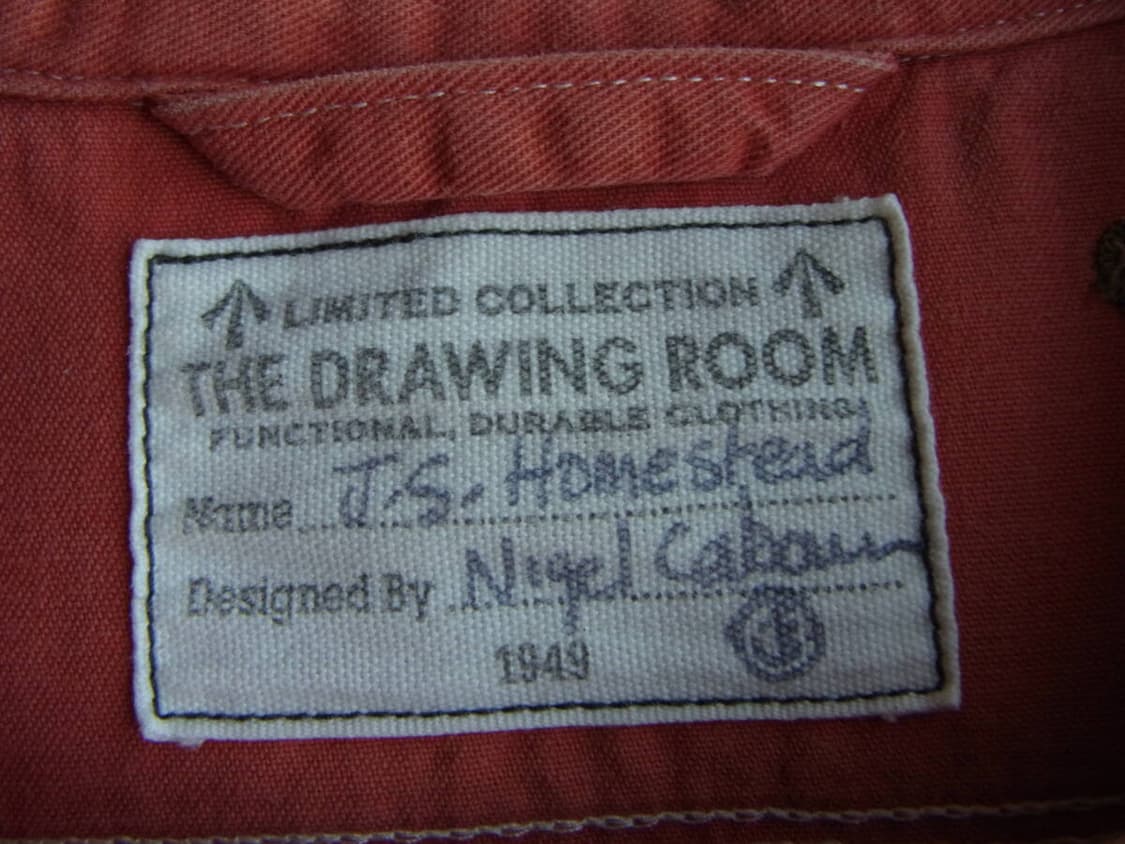 LIMITED COLLECTION
THE DRAWING ROOM
FUNCTIONAL, DURABLE CLOTHING
Name J.S. Homestead
Designed By Nigel Cabourn
1949